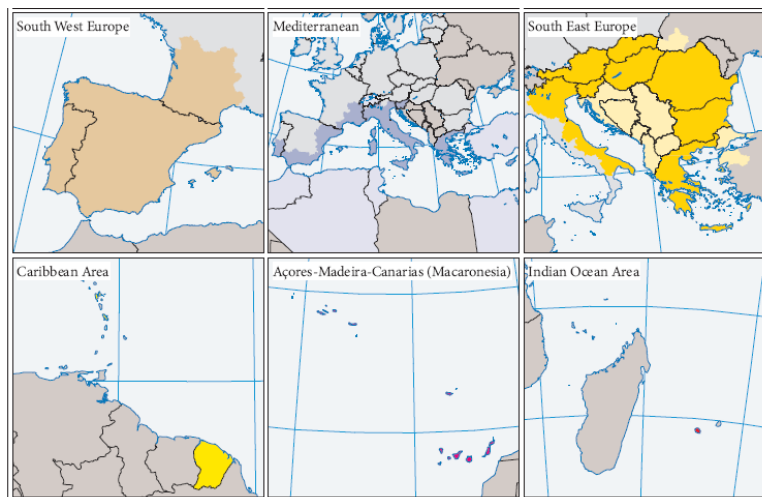 South West Europe
Mediterranean
South East Europe
Caribbean Area
Açores-Madeira-Canarias (Macaronesia)
Indian Ocean Area